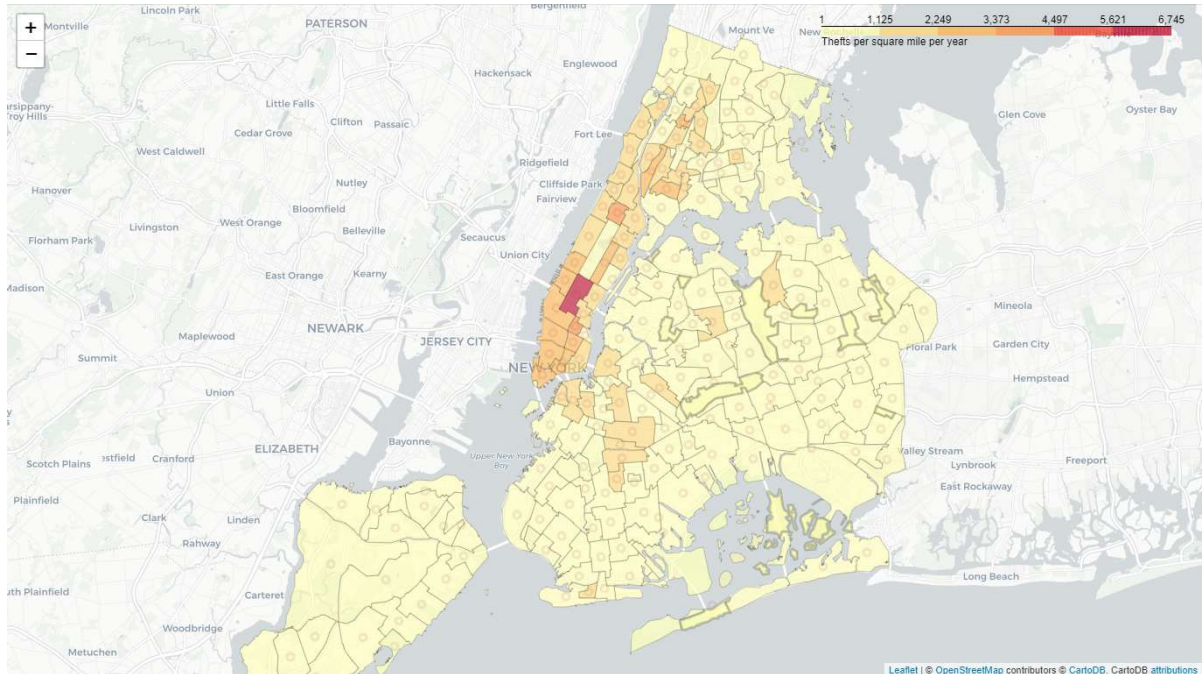 Lincoln Park
Bergenfield
Montville
PATERSON
+
−
1 1,125 2,249 3,373 4,497 5,621 6,745
Rochelle
Thefts per square mile per year
Mount Ve
New
Bayville
Englewood
Hackensack
Little Falls
Clifton
Passaic
Cedar Grove
Fort Lee
Glen Cove
Oyster Bay
West Caldwell
Ridgefield
Cliffside Park
Fairview
Hanover
Nutley
Bloomfield
Livingston
West Orange
Belleville
Florham Park
Secaucus
Union City
East Orange
Kearny
Madison
Mineola
Maplewood
NEWARK
JERSEY CITY
Garden City
Floral Park
Summit
NEW YORK
Hempstead
Union
ELIZABETH
Bayonne
Upper New York
Bay
Scotch Plains
Cranford
Valley Stream
Lynbrook
Freeport
East Rockaway
Plainfield
Clark
Linden
Rahway
Long Beach
uth Plainfield
Carteret
Woodbridge
Metuchen
Leaflet | © OpenStreetMap contributors © CartoDB, CartoDB attributions